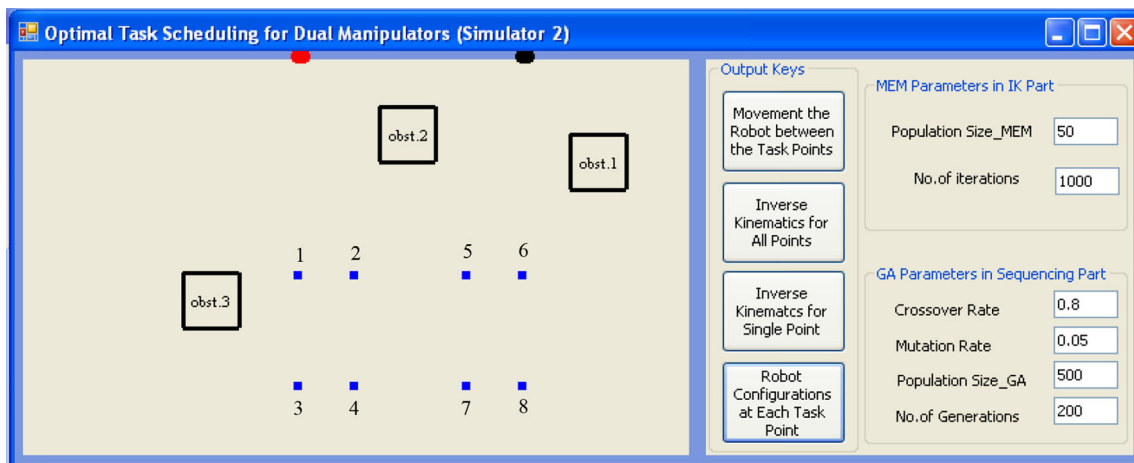 Optimal Task Scheduling for Dual Manipulators (Simulator 2)
obst.2
obst.1
1
2
5
6
obst.3
3
4
7
8
Output Keys
Movement the
Robot between
the Task Points
Inverse
Kinematics for
All Points
Inverse
Kinematcs for
Single Point
Robot
Configurations
at Each Task
Point
MEM Parameters in IK Part
Population Size_MEM 50
No.of iterations 1000
GA Parameters in Sequencing Part
Crossover Rate 0.8
Mutation Rate 0.05
Population Size_GA 500
No.of Generations 200